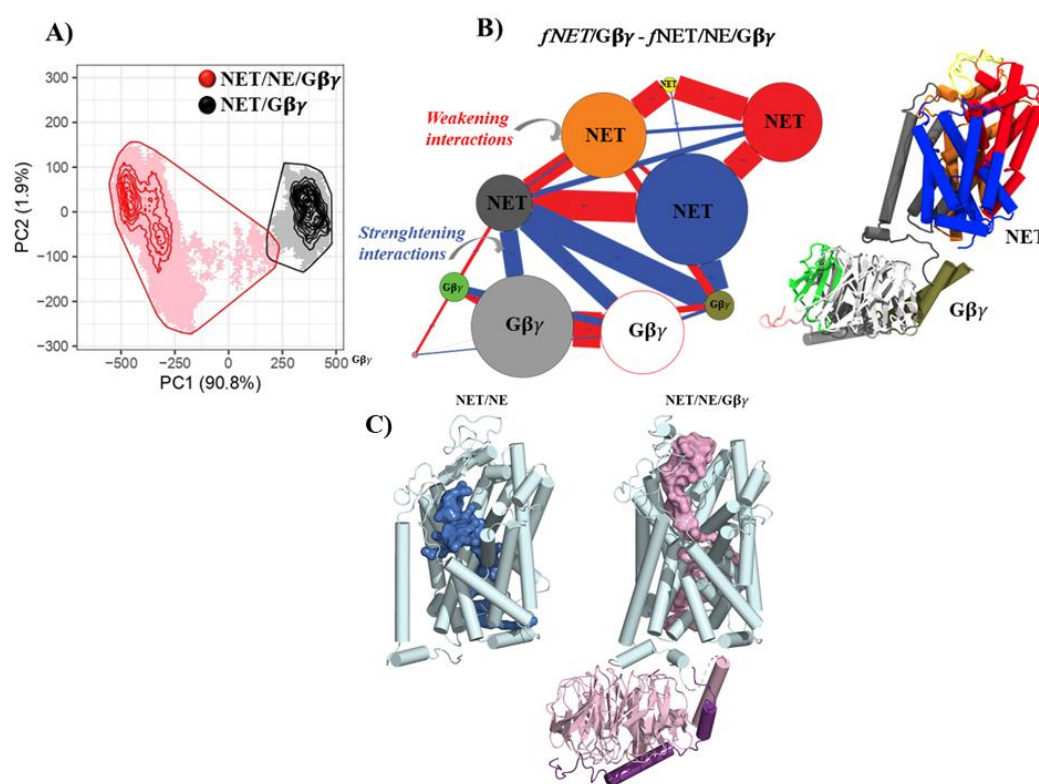 A)
NET/NE/Gβγ
NET/Gβγ
PC2 (1.9%)
300
200
100
0
−100
−200
−300
−500
−250
0
250
500
PC1 (90.8%)
B)
fNET/Gβγ - fNET/NE/Gβγ
Weakening
interactions
Strenghtening
interactions
NET
NET
NET
NET
NET
Gβγ
Gβγ
Gβγ
Gβγ
Gβγ
NET
Gβγ
C)
NET/NE
NET/NE/Gβγ